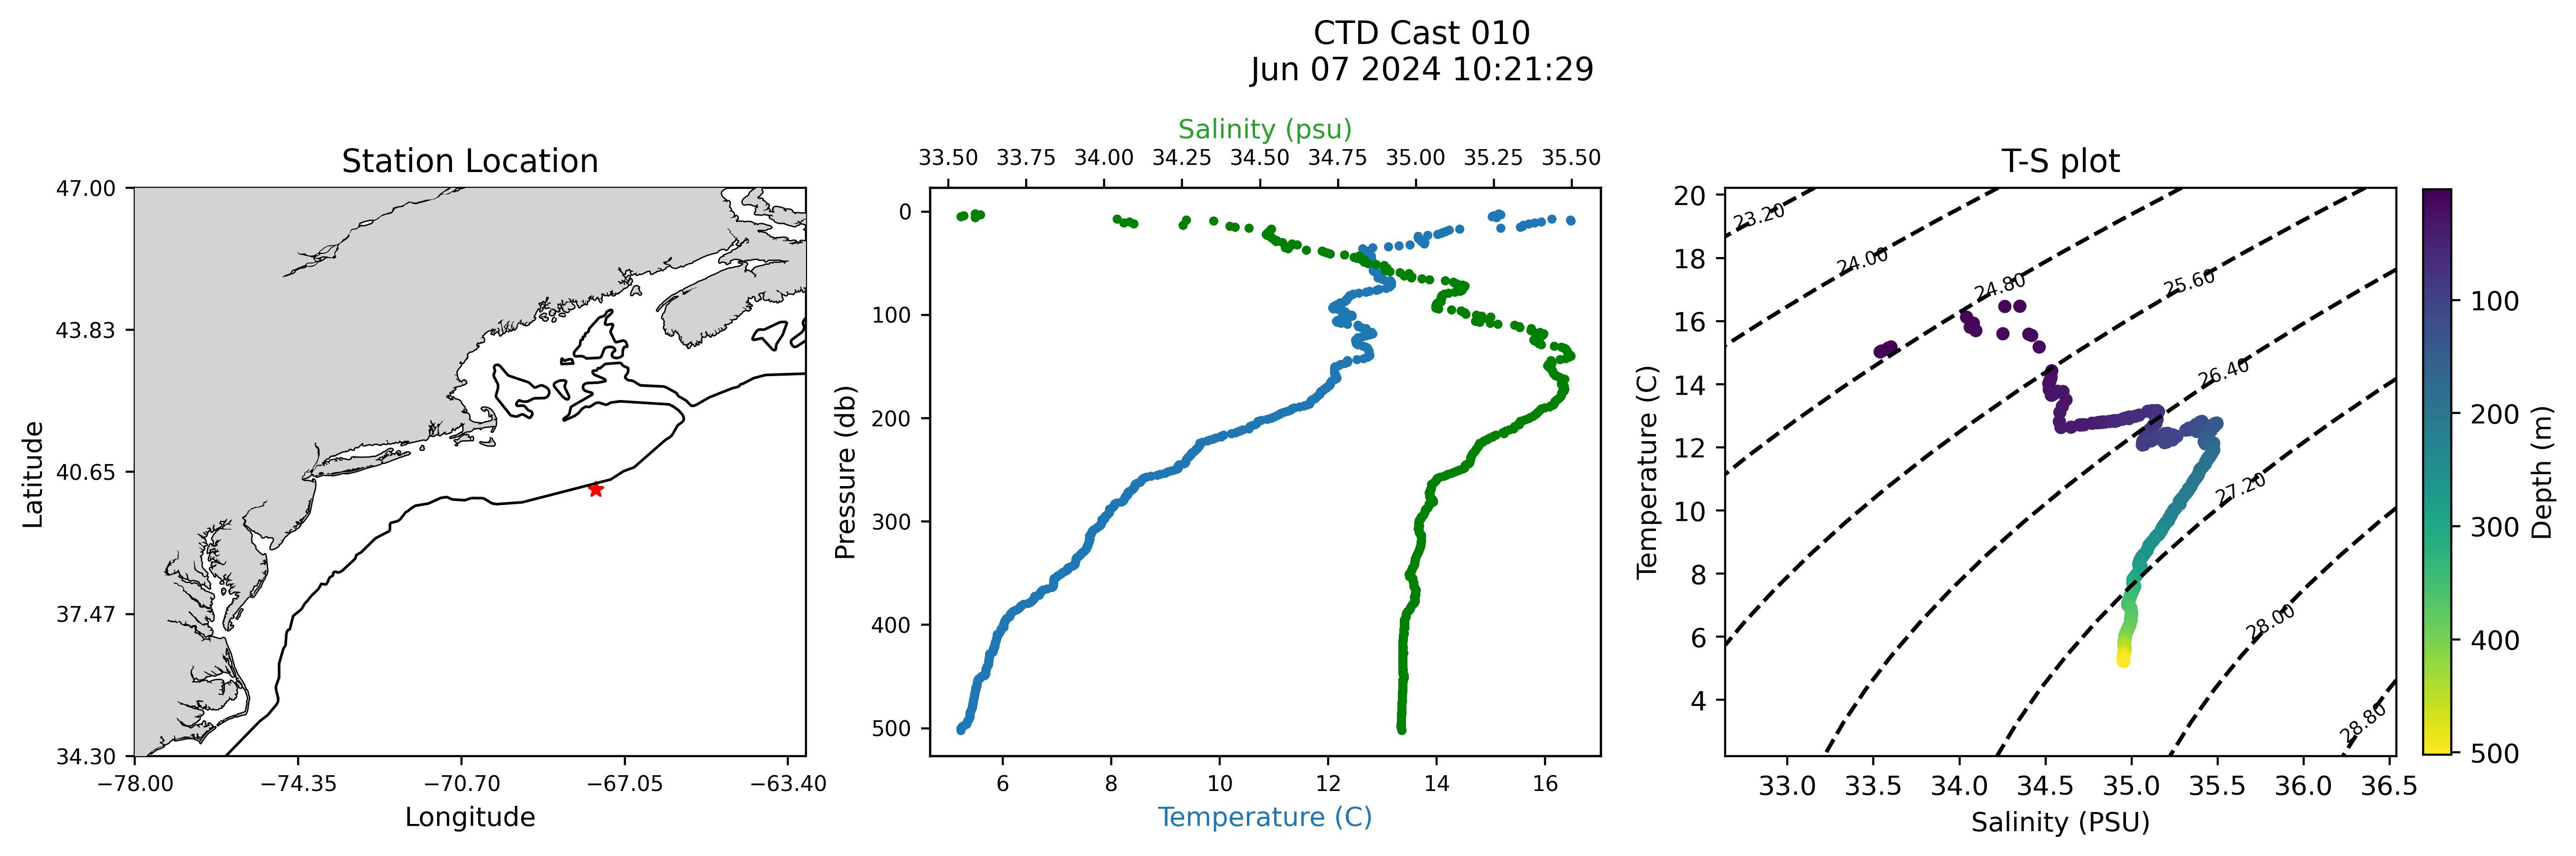 CTD Cast 010
Jun 07 2024 10:21:29
Station Location
47.00
43.83
40.65
37.47
34.30
Latitude
−78.00 −74.35 −70.70 −67.05 −63.40
Longitude
Salinity (psu)
33.50 33.75 34.00 34.25 34.50 34.75 35.00 35.25 35.50
0
100
200
300
400
500
Pressure (db)
6 8 10 12 14 16
Temperature (C)
T-S plot
20
18
16
14
12
10
8
6
4
Temperature (C)
23.20
24.00
24.80
25.60
26.40
27.20
28.00
28.80
33.0 33.5 34.0 34.5 35.0 35.5 36.0 36.5
Salinity (PSU)
100
200
300
400
500
Depth (m)